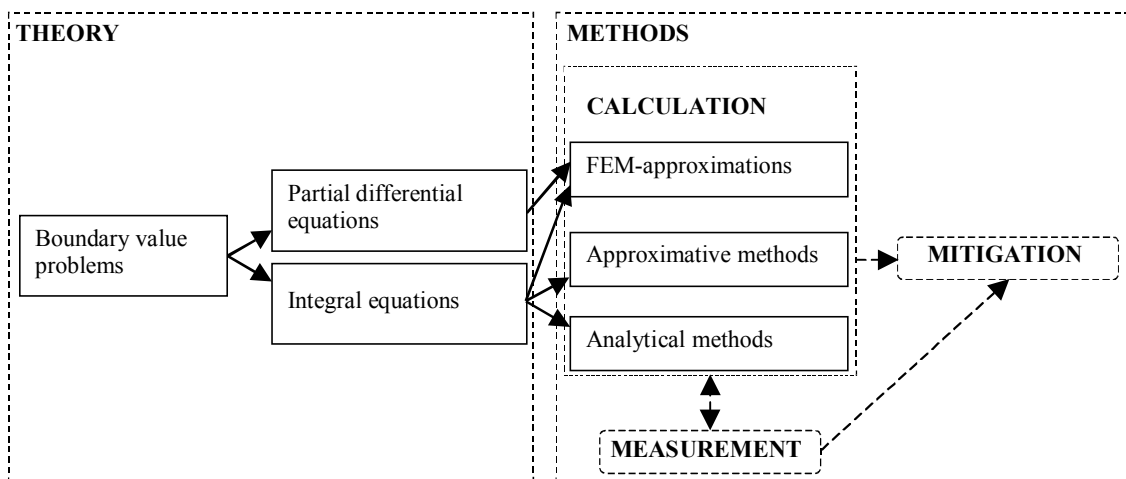 THEORY
Boundary value
problems
Partial differential
equations
Integral equations
METHODS
CALCULATION
FEM-approximations
Approximative methods
Analytical methods
MITIGATION
MEASUREMENT